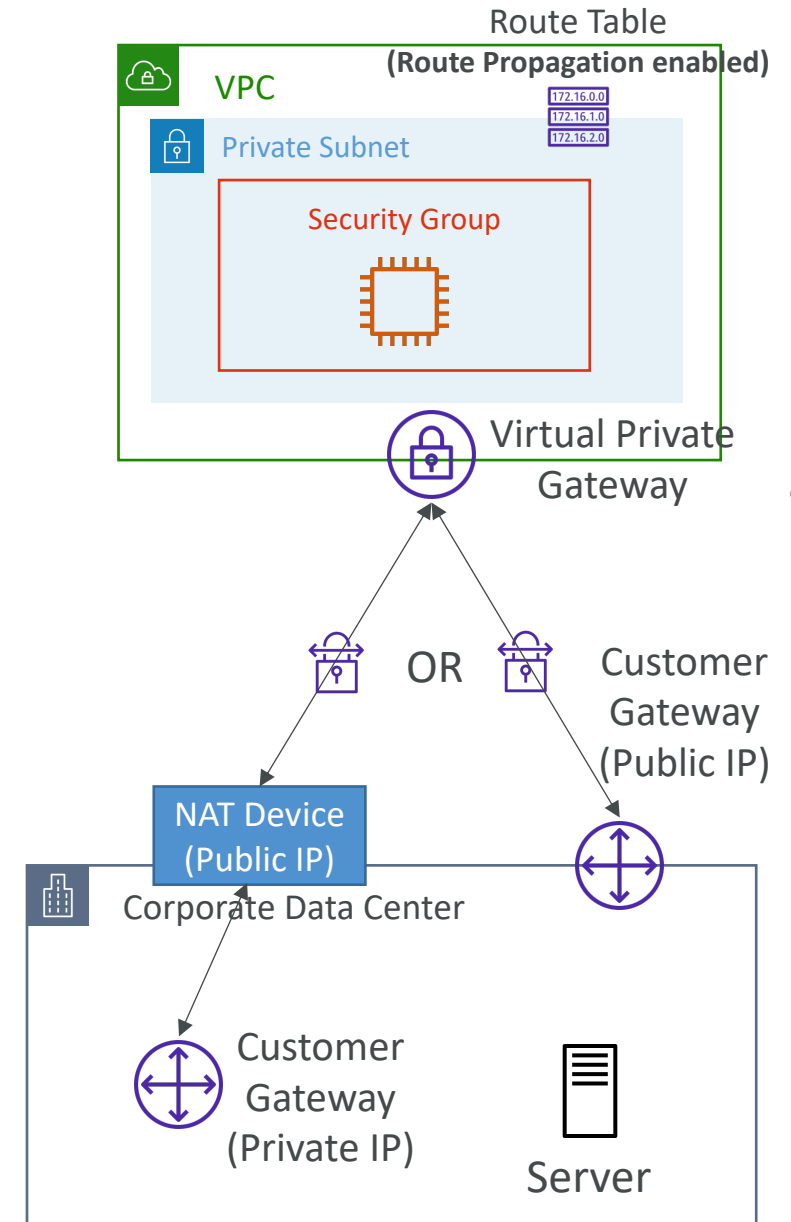 Route Table
(Route Propagation enabled)
VPC
172.16.0.0
172.16.1.0
172.16.2.0
Private Subnet
Security Group
Virtual Private
Gateway
OR
Customer
Gateway
(Public IP)
NAT Device
(Public IP)
Corporate Data Center
Customer
Gateway
(Private IP)
Server